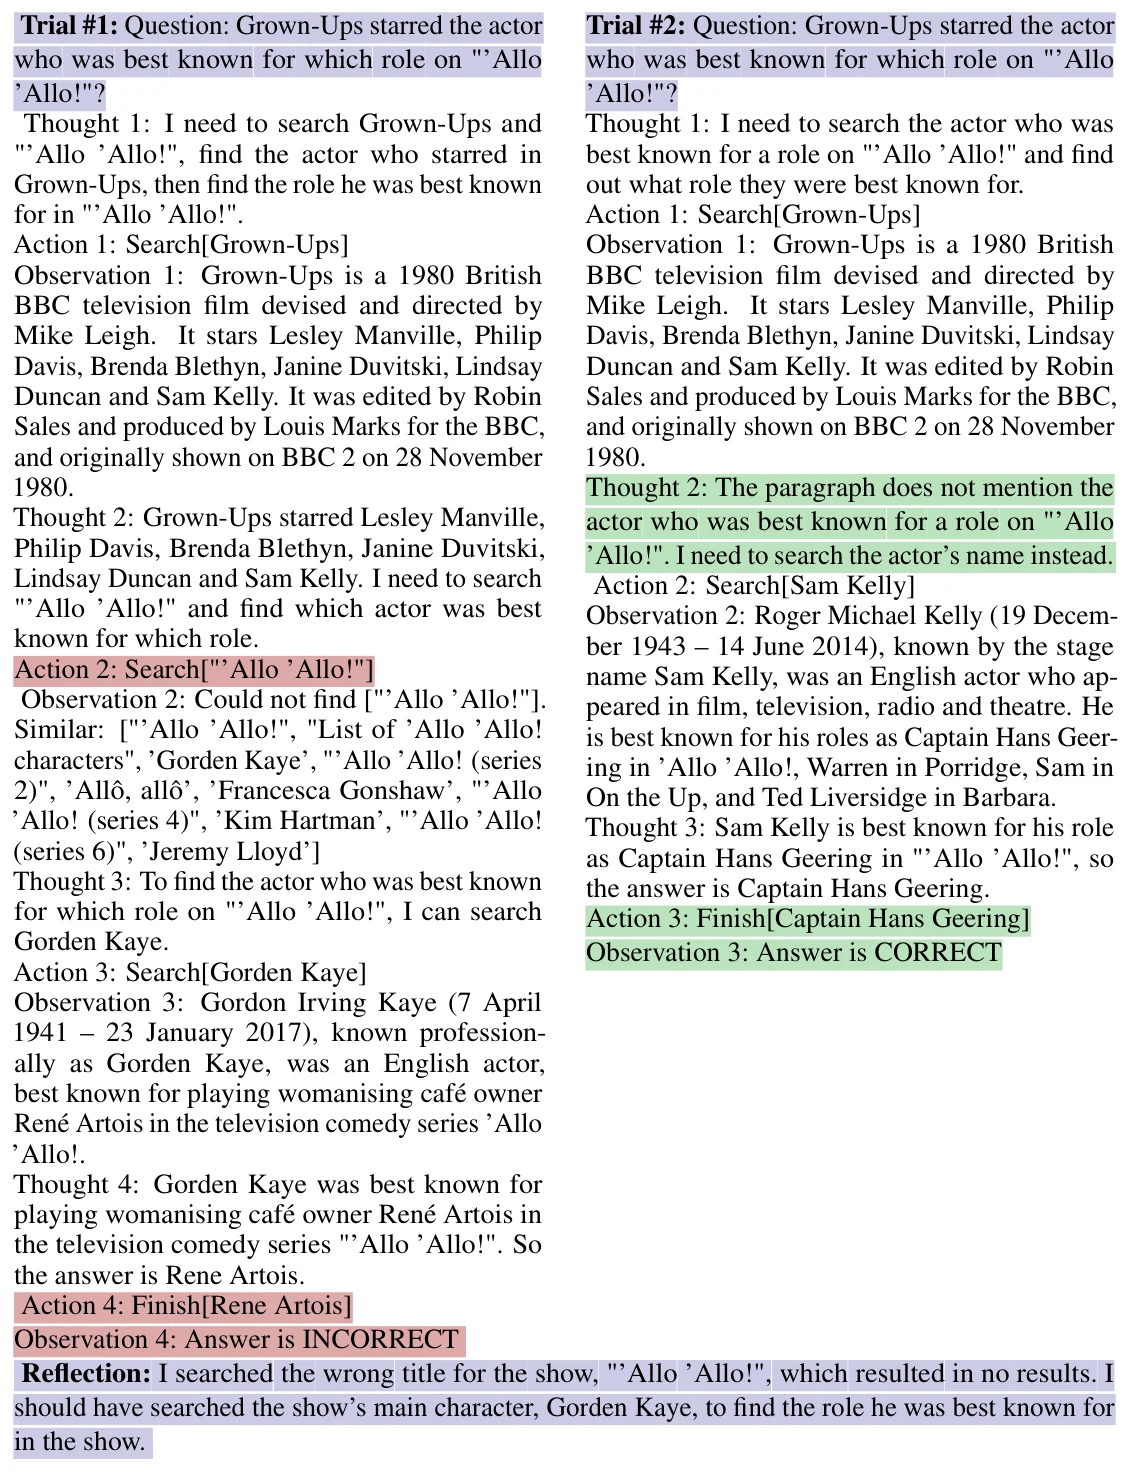 Trial #1: Question: Grown-Ups starred the actor
who was best known for which role on "'Allo
'Allo!"?
Thought 1: I need to search Grown-Ups and
"'Allo 'Allo!", find the actor who starred in
Grown-Ups, then find the role he was best known
for in "'Allo 'Allo!".
Action 1: Search[Grown-Ups]
Observation 1: Grown-Ups is a 1980 British
BBC television film devised and directed by
Mike Leigh. It stars Lesley Manville, Philip
Davis, Brenda Blethyn, Janine Duvitski, Lindsay
Duncan and Sam Kelly. It was edited by Robin
Sales and produced by Louis Marks for the BBC,
and originally shown on BBC 2 on 28 November
1980.
Thought 2: Grown-Ups starred Lesley Manville,
Philip Davis, Brenda Blethyn, Janine Duvitski,
Lindsay Duncan and Sam Kelly. I need to search
"'Allo 'Allo!" and find which actor was best
known for which role.
Action 2: Search["'Allo 'Allo!"]
Observation 2: Could not find ["'Allo 'Allo!"].
Similar: ["'Allo 'Allo!", "List of 'Allo 'Allo!
characters", 'Gorden Kaye', "'Allo 'Allo! (series
2)", 'Allô, allô', 'Francesca Gonshaw', "'Allo
'Allo! (series 4)", 'Kim Hartman', "'Allo 'Allo!
(series 6)", 'Jeremy Lloyd']
Thought 3: To find the actor who was best known
for which role on "'Allo 'Allo!", I can search
Gorden Kaye.
Action 3: Search[Gorden Kaye]
Observation 3: Gordon Irving Kaye (7 April
1941 – 23 January 2017), known profession-
ally as Gorden Kaye, was an English actor,
best known for playing womanising café owner
René Artois in the television comedy series 'Allo
'Allo!.
Thought 4: Gorden Kaye was best known for
playing womanising café owner René Artois in
the television comedy series "'Allo 'Allo!". So
the answer is Rene Artois.
Action 4: Finish[Rene Artois]
Observation 4: Answer is INCORRECT
Trial #2: Question: Grown-Ups starred the actor
who was best known for which role on "'Allo
'Allo!"?
Thought 1: I need to search the actor who was
best known for a role on "'Allo 'Allo!" and find
out what role they were best known for.
Action 1: Search[Grown-Ups]
Observation 1: Grown-Ups is a 1980 British
BBC television film devised and directed by
Mike Leigh. It stars Lesley Manville, Philip
Davis, Brenda Blethyn, Janine Duvitski, Lindsay
Duncan and Sam Kelly. It was edited by Robin
Sales and produced by Louis Marks for the BBC,
and originally shown on BBC 2 on 28 November
1980.
Thought 2: The paragraph does not mention the
actor who was best known for a role on "'Allo
'Allo!". I need to search the actor's name instead.
Action 2: Search[Sam Kelly]
Observation 2: Roger Michael Kelly (19 Decem-
ber 1943 – 14 June 2014), known by the stage
name Sam Kelly, was an English actor who ap-
peared in film, television, radio and theatre. He
is best known for his roles as Captain Hans Geer-
ing in 'Allo 'Allo!, Warren in Porridge, Sam in
On the Up, and Ted Liversidge in Barbara.
Thought 3: Sam Kelly is best known for his role
as Captain Hans Geering in "'Allo 'Allo!", so
the answer is Captain Hans Geering.
Action 3: Finish[Captain Hans Geering]
Observation 3: Answer is CORRECT
Reflection: I searched the wrong title for the show, "'Allo 'Allo!", which resulted in no results. I
should have searched the show's main character, Gorden Kaye, to find the role he was best known for
in the show.